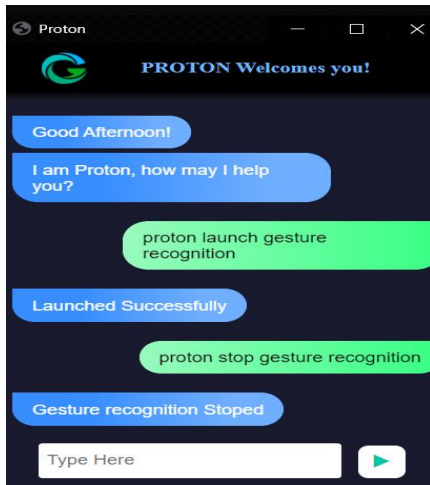 Proton
PROTON Welcomes you!
Good Afternoon!
I am Proton, how may I help
you?
proton launch gesture
recognition
Launched Successfully
proton stop gesture recognition
Gesture recognition Stoped
Type Here